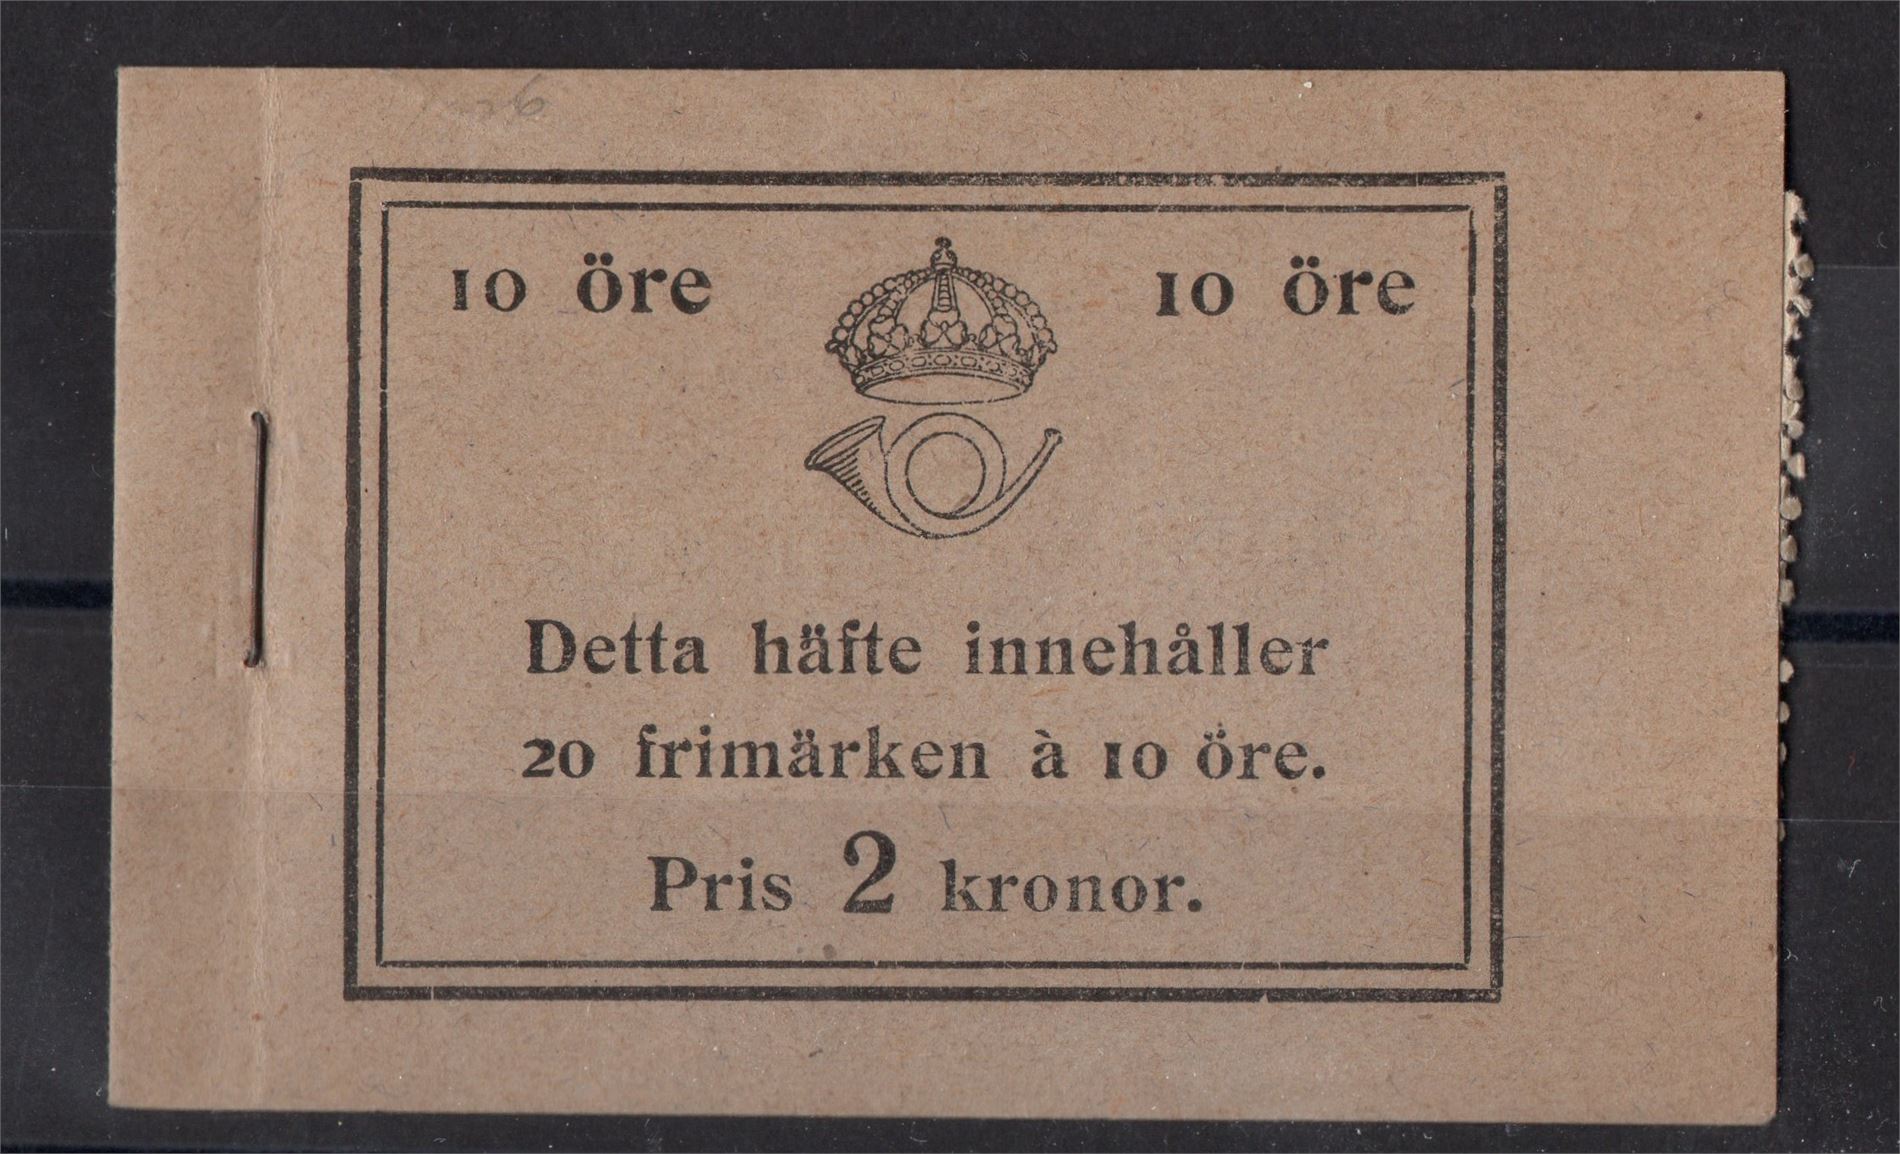 10 öre 10 öre
Detta häfte innehåller
20 frimärken à 10 öre.
Pris 2 kronor.